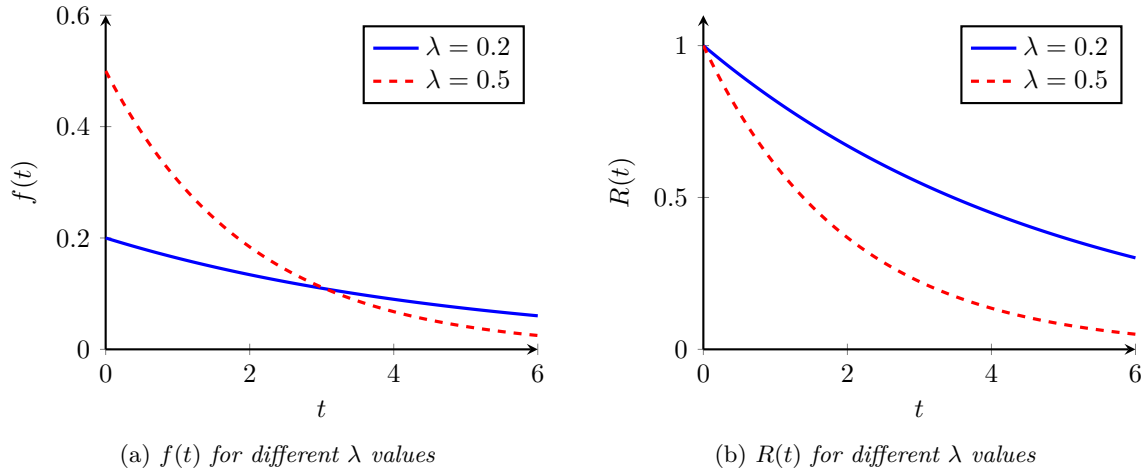 0.6
0.4
0.2
0
0 2 4 6
f(t)
t
λ = 0.2
λ = 0.5
(a) f(t) for different λ values
1
0.5
0
0 2 4 6
R(t)
t
λ = 0.2
λ = 0.5
(b) R(t) for different λ values